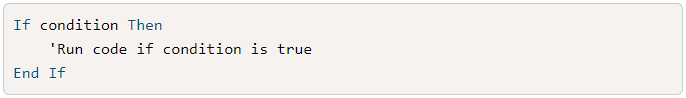 If condition Then
    'Run code if condition is true
End If